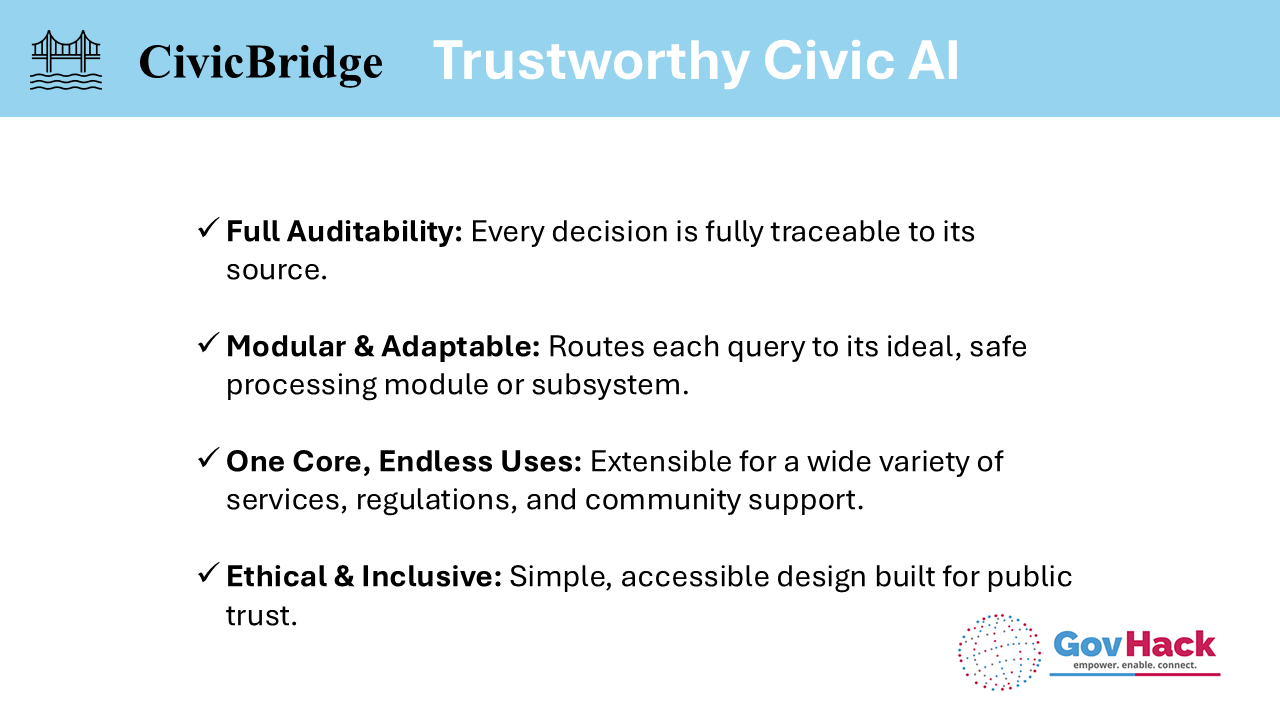 CivicBridge
Trustworthy Civic AI
✓ Full Auditability: Every decision is fully traceable to its
source.
✓ Modular & Adaptable: Routes each query to its ideal, safe
processing module or subsystem.
✓ One Core, Endless Uses: Extensible for a wide variety of
services, regulations, and community support.
✓ Ethical & Inclusive: Simple, accessible design built for public
trust.
GovHack
empower. enable. connect.